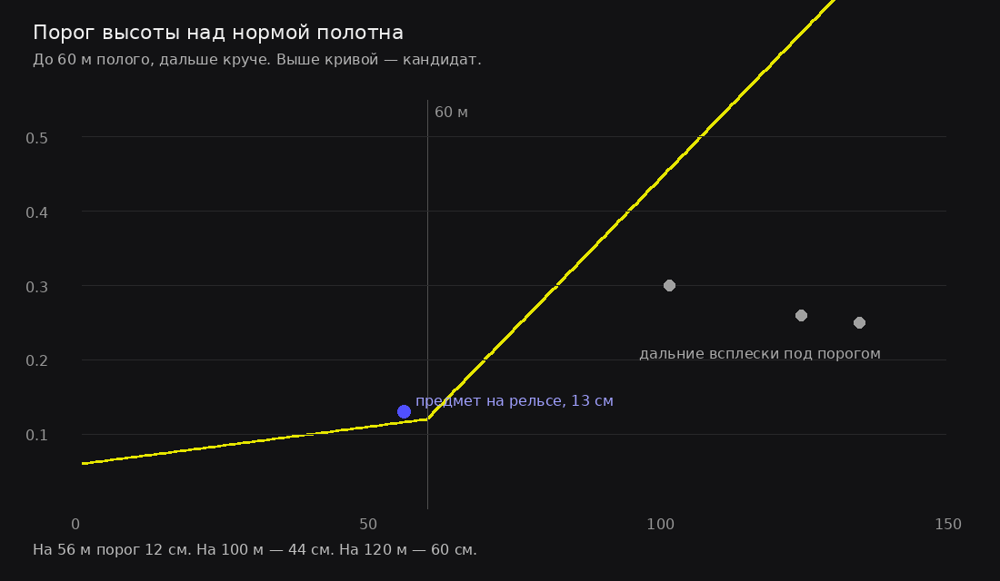 Порог высоты над нормой полотна
До 60 м полого, дальше круче. Выше кривой — кандидат.
60 м
0.5
0.4
0.3
дальние всплески под порогом
0.2
предмет на рельсе, 13 см
0.1
0 50 100 150
На 56 м порог 12 см. На 100 м — 44 см. На 120 м — 60 см.